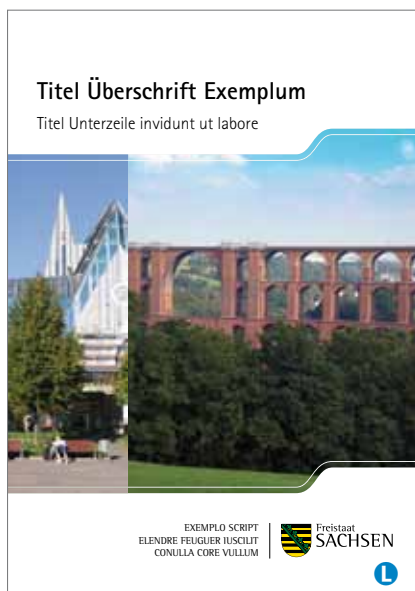 Titel Überschrift Exemplum
Titel Unterzeile invidunt ut labore
EXEMPLO SCRIPT
ELENDRE FEUGUER IUSCILIT
CONULLA CORE VULLUM
Freistaat
SACHSEN
L